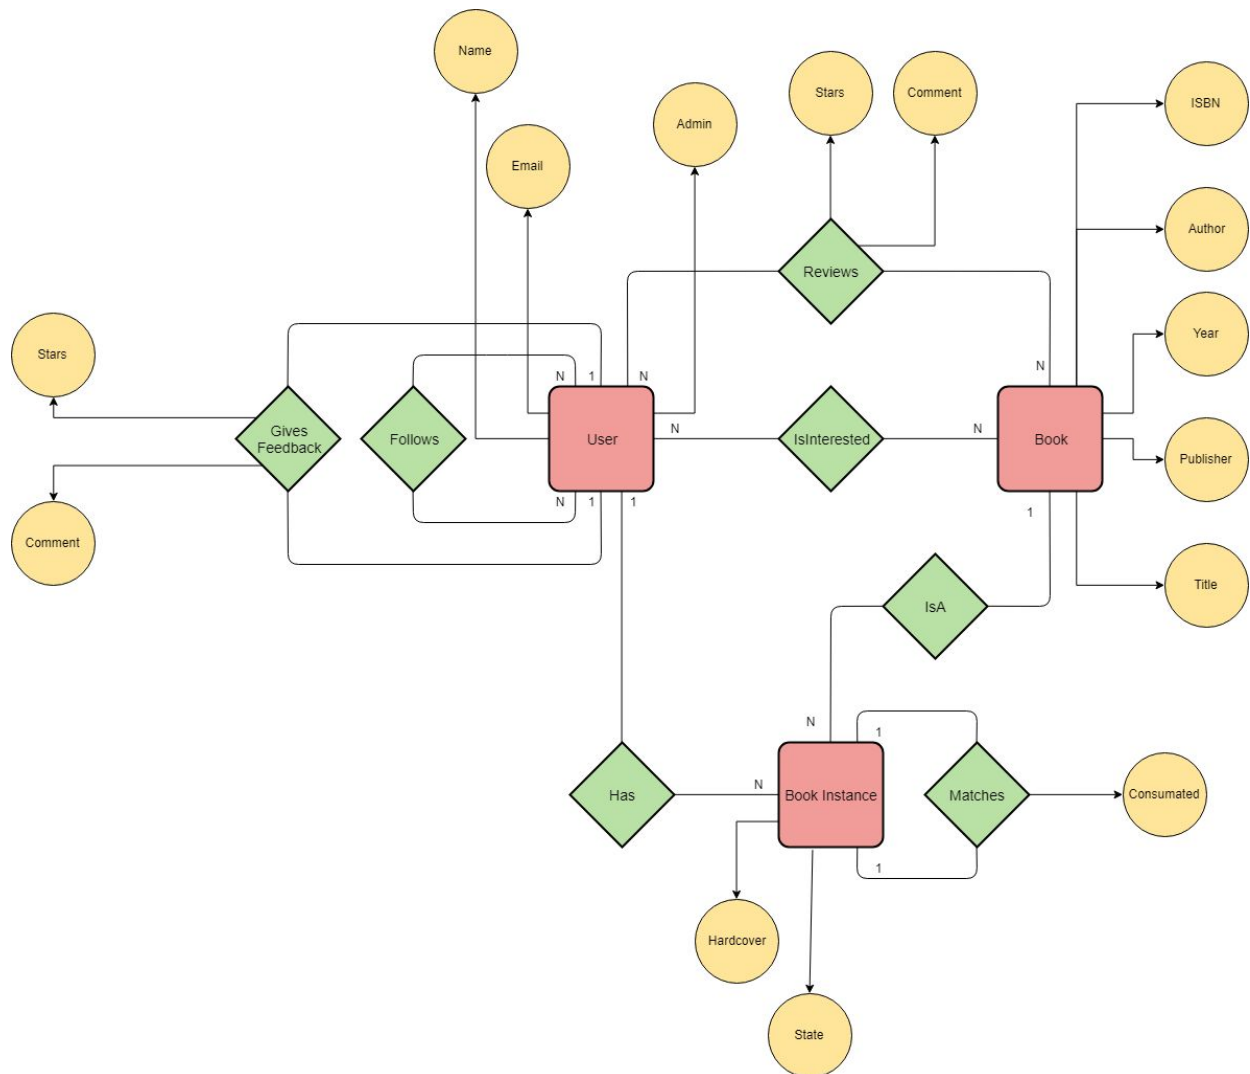 Name
Stars
Comment
ISBN
Admin
Email
Author
Reviews
Year
Stars
N
1
N
N
Gives
Feedback
Follows
User
N
IsInterested
N
Book
Publisher
N
1
1
1
Comment
Title
IsA
N
1
Has
N
Book Instance
Matches
Consumated
1
Hardcover
State